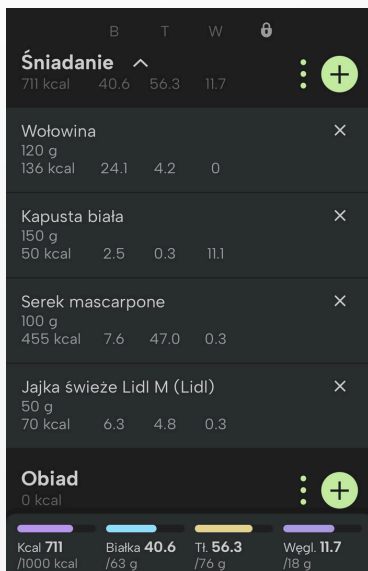 B T W
Śniadanie
711 kcal 40.6 56.3 11.7
Wołowina
120 g
136 kcal 24.1 4.2 0
Kapusta biała
150 g
50 kcal 2.5 0.3 11.1
Serek mascarpone
100 g
455 kcal 7.6 47.0 0.3
Jajka świeże Lidl M (Lidl)
50 g
70 kcal 6.3 4.8 0.3
Obiad
0 kcal
Kcal 711 Białka 40.6 Tł. 56.3 Węgl. 11.7
/1000 kcal /63 g /76 g /18 g